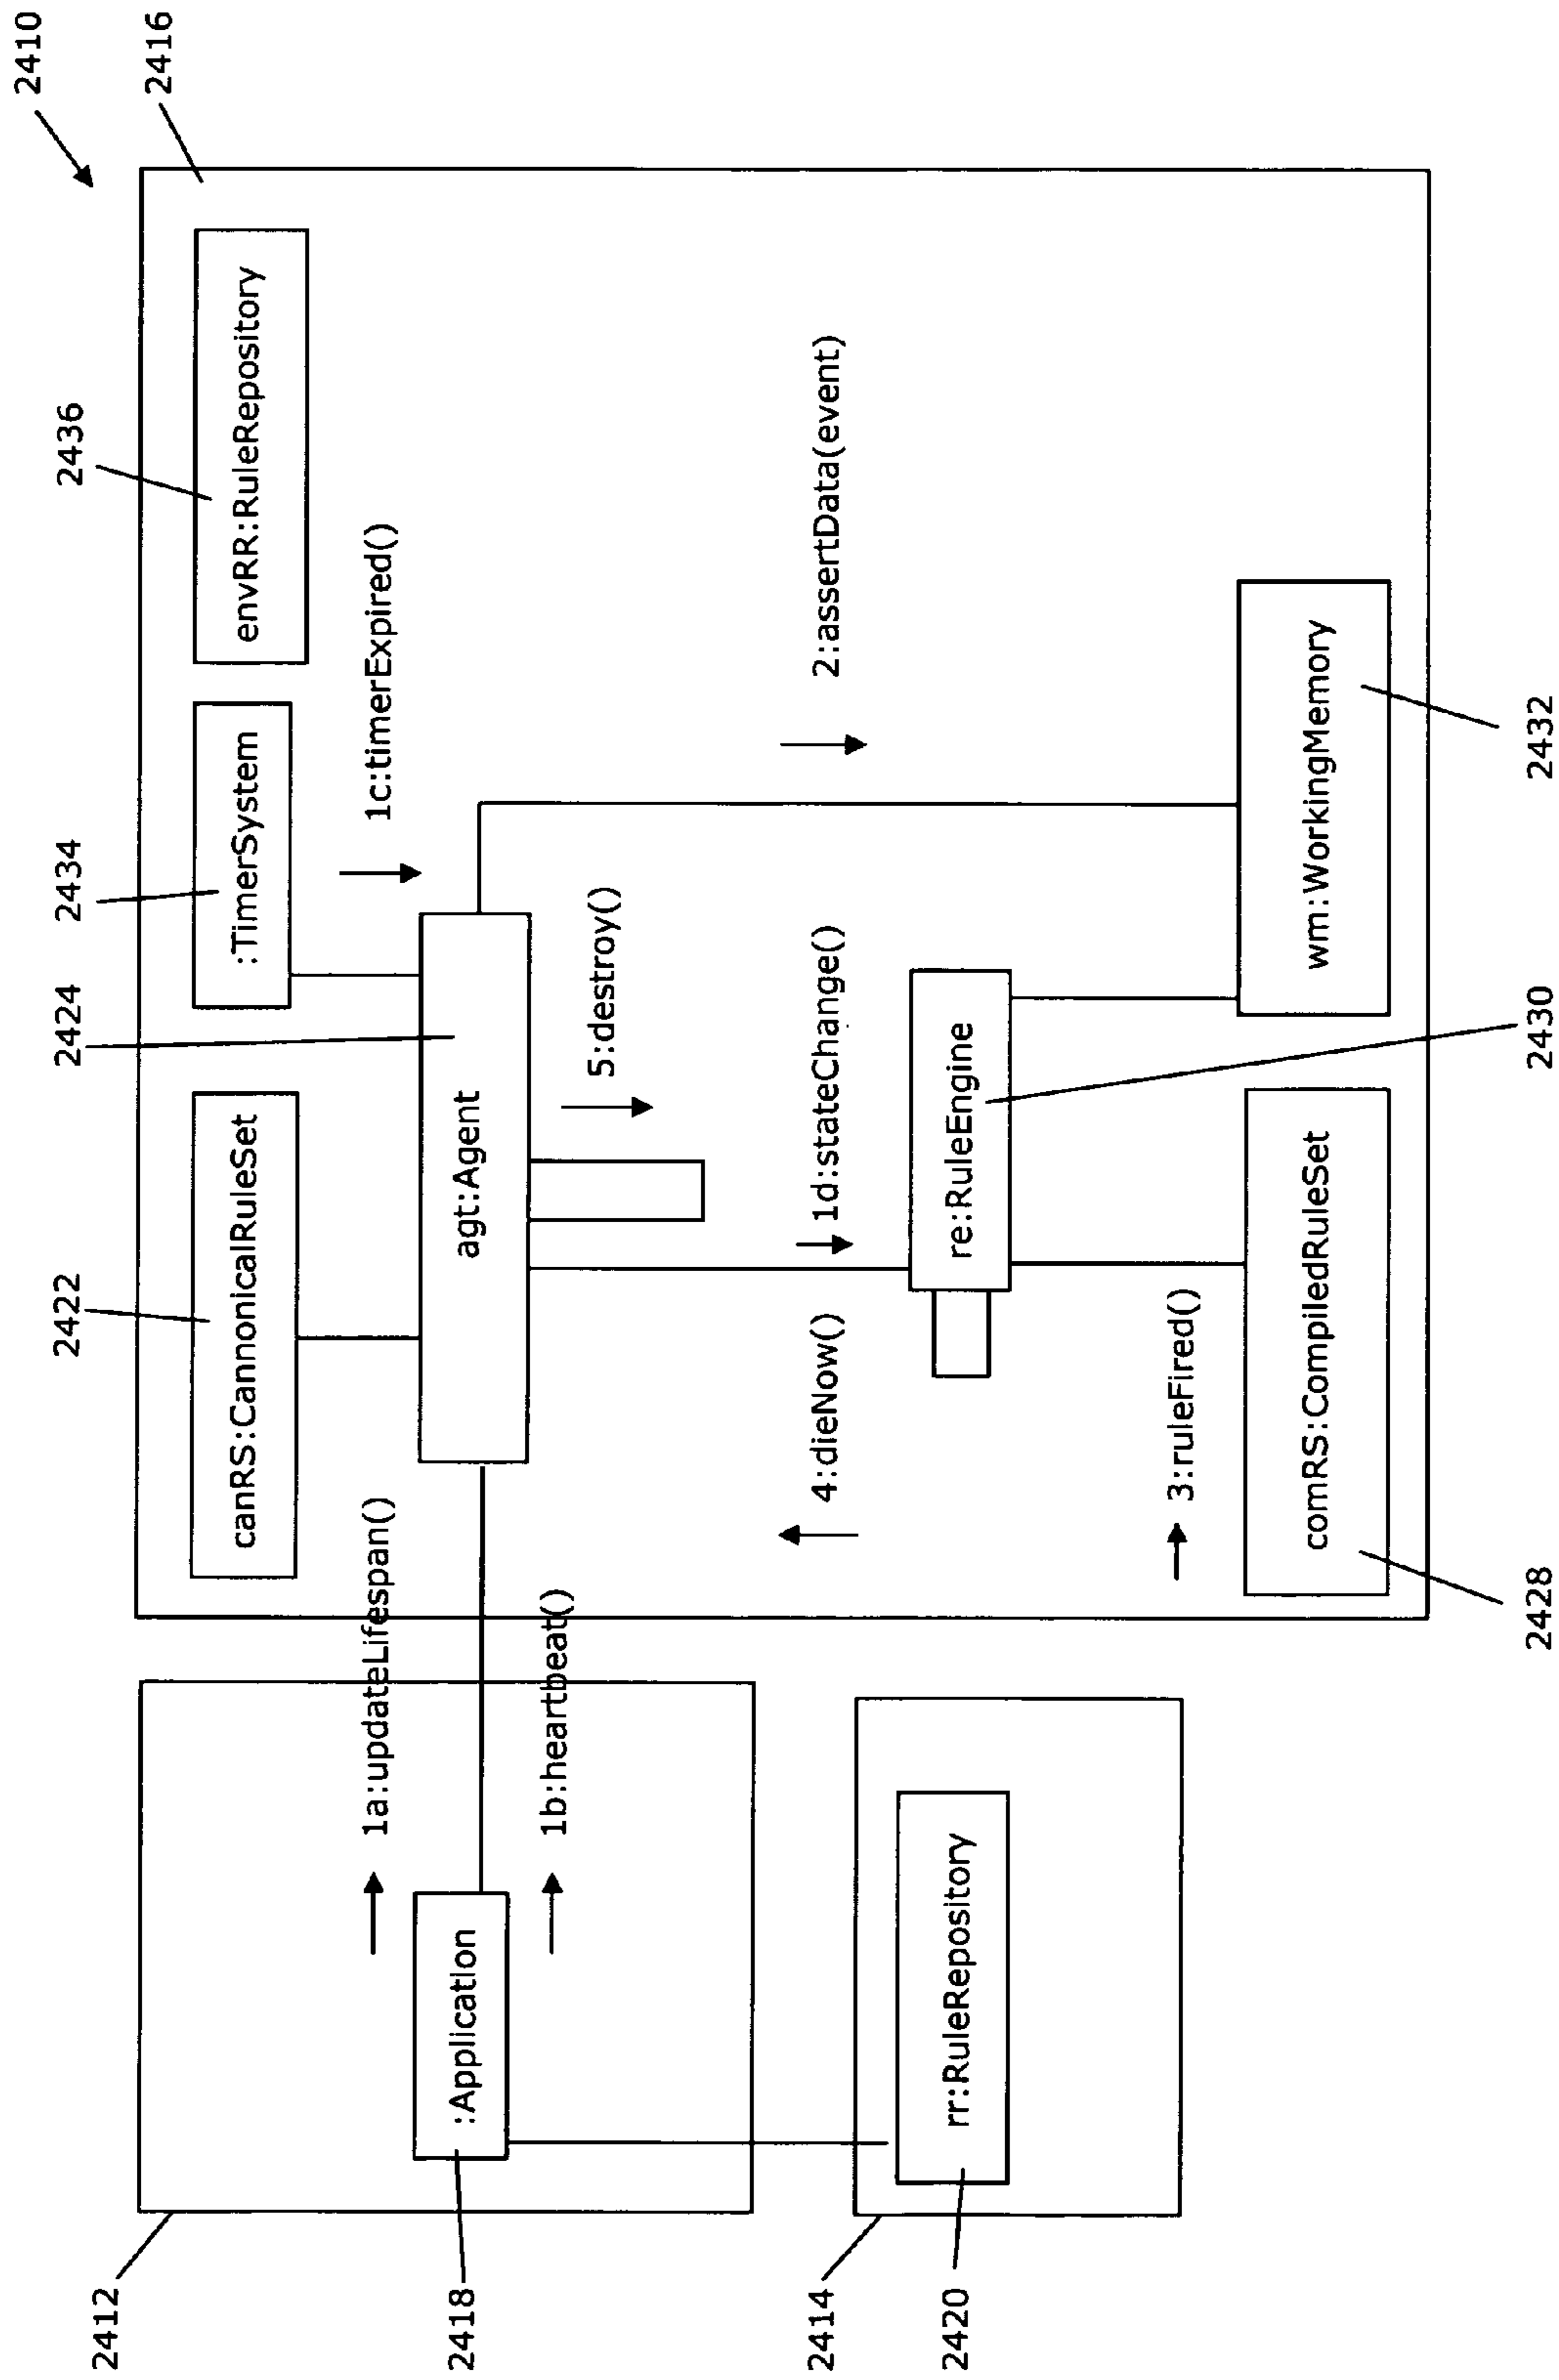 2410
2416
2436
envRR:RuleRepository
2434
:TimerSystem
1c:timerExpired()
2424
2422
canRS:CannonicalRuleSet
agt:Agent
5:destroy()
2:assertData(event)
1a:updateLifespan()
1b:heartbeat()
2412
:Application
2418
4:dieNow()
1d:stateChange()
re:RuleEngine
2430
wm:WorkingMemory
2432
3:ruleFired()
comRS:CompiledRuleSet
2428
2414
rr:RuleRepository
2420